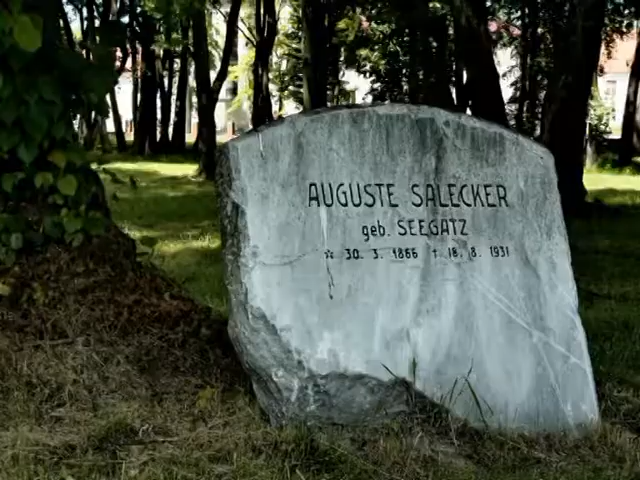 AUGUSTE SALECKER
geb. SEEGATZ
☆ 30. 3. 1866 † 18. 8. 1931